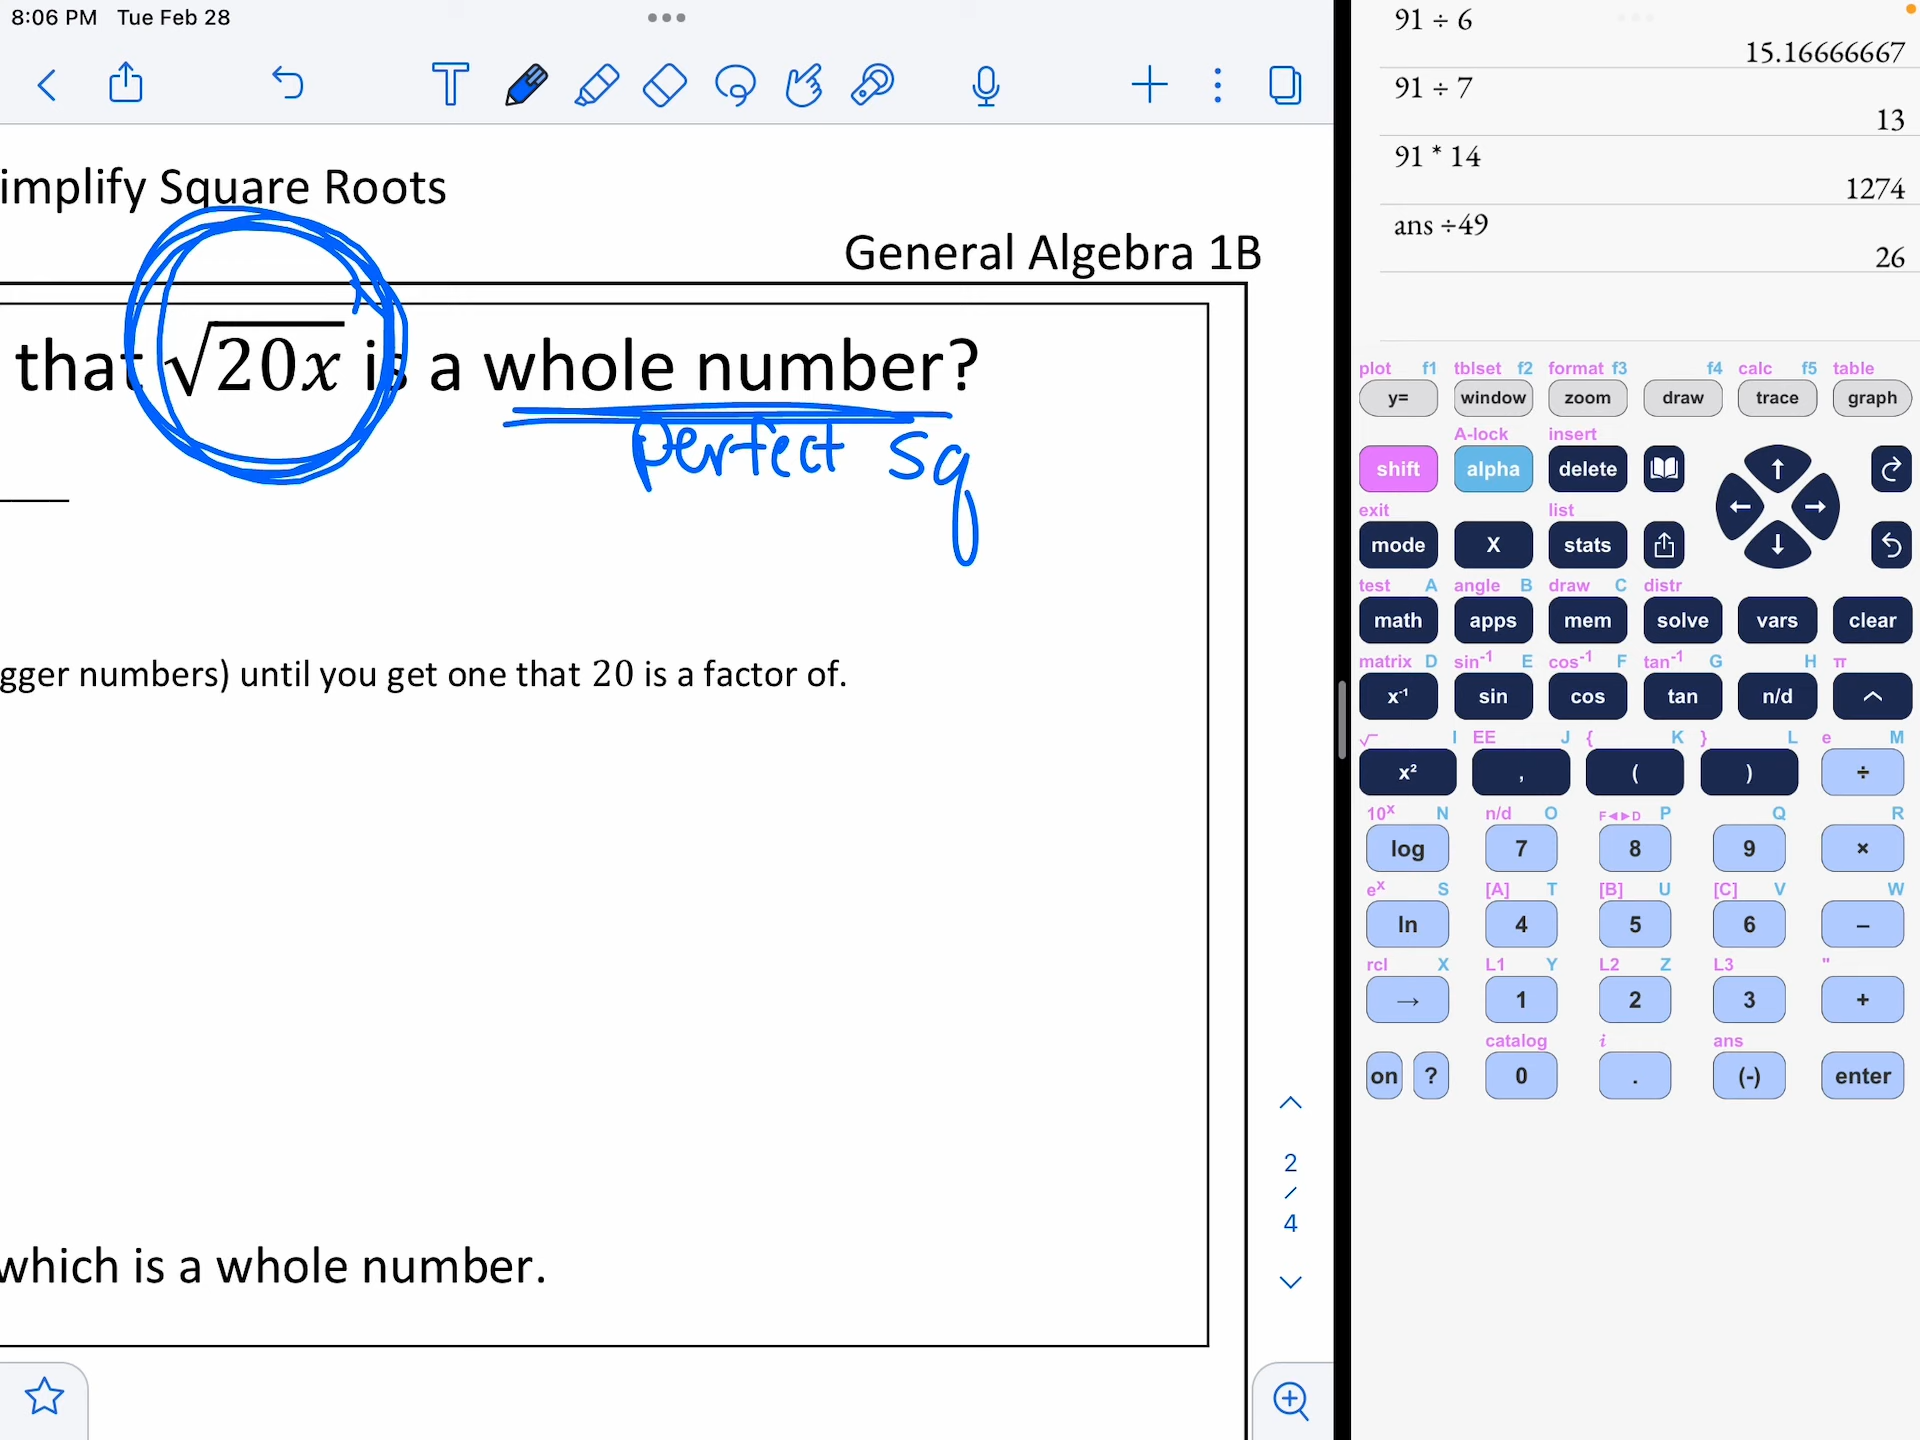 8:06 PM Tue Feb 28
T
implify Square Roots
General Algebra 1B
that √20x is a whole number?
perfect sq
gger numbers) until you get one that 20 is a factor of.
which is a whole number.
2
/
4
91 ÷ 6
15.16666667
91 ÷ 7
13
91 * 14
1274
ans ÷49
26
plot f1 tblset f2 format f3 f4 calc f5 table
y= window zoom draw trace graph
A-lock insert
shift alpha delete
exit list
mode X stats
test A angle B draw C distr
math apps mem solve vars clear
matrix D sin⁻¹ E cos⁻¹ F tan⁻¹ G H π
x⁻¹ sin cos tan n/d ^
√ I EE J { K } L e M
x² , ( ) ÷
10ˣ N n/d O F◄►D P Q R
log 7 8 9 ×
eˣ S [A] T [B] U [C] V W
ln 4 5 6 −
rcl X L1 Y L2 Z L3 "
→ 1 2 3 +
catalog i ans
on ? 0 . (-) enter